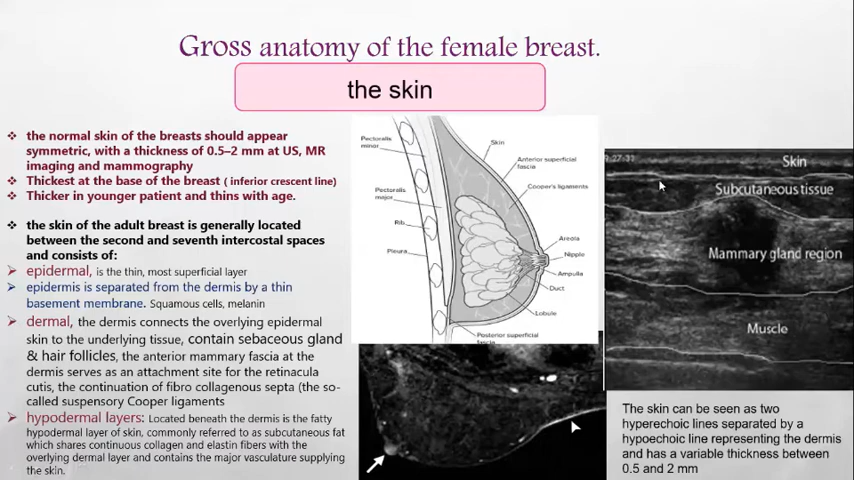 Gross anatomy of the female breast.
the skin
❖ the normal skin of the breasts should appear
symmetric, with a thickness of 0.5–2 mm at US, MR
imaging and mammography
❖ Thickest at the base of the breast ( inferior crescent line)
❖ Thicker in younger patient and thins with age.
❖ the skin of the adult breast is generally located
between the second and seventh intercostal spaces
and consists of:
➢ epidermal, is the thin, most superficial layer
➢ epidermis is separated from the dermis by a thin
basement membrane. Squamous cells, melanin
➢ dermal, the dermis connects the overlying epidermal
skin to the underlying tissue, contain sebaceous gland
& hair follicles, the anterior mammary fascia at the
dermis serves as an attachment site for the retinacula
cutis, the continuation of fibro collagenous septa (the so-
called suspensory Cooper ligaments
➢ hypodermal layers: Located beneath the dermis is the fatty
hypodermal layer of skin, commonly referred to as subcutaneous fat
which shares continuous collagen and elastin fibers with the
overlying dermal layer and contains the major vasculature supplying
the skin.
Pectoralis
minor
Pectoralis
major
Rib
Pleura
Skin
Anterior superficial
fascia
Cooper's ligaments
Areola
Nipple
Ampulla
Duct
Lobule
Posterior superficial
fascia
27-31
Skin
Subcutaneous tissue
Mammary gland region
Muscle
The skin can be seen as two
hyperechoic lines separated by a
hypoechoic line representing the dermis
and has a variable thickness between
0.5 and 2 mm